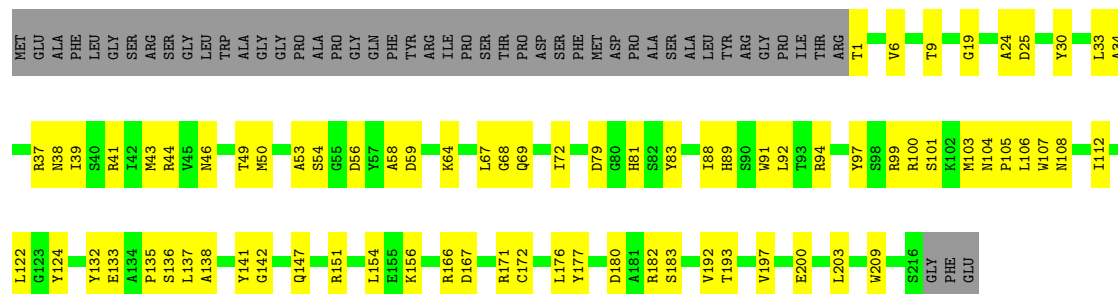 MET GLU ALA PHE LEU GLY SER ARG SER GLY LEU TRP ALA GLY GLY PRO ALA PRO GLY GLN PHE TYR ARG ILE PRO SER THR PRO ASP SER PHE MET ASP PRO ALA SER ALA LEU TYR ARG GLY PRO ILE THR ARG T1 V6 T9 G19 A24 D25 Y30 L33 A34
R37 N38 I39 S40 R41 I42 M43 R44 V45 N46 T49 M50 A53 S54 G55 D56 Y57 A58 D59 K64 L67 G68 Q69 I72 D79 G80 H81 S82 Y83 I88 H89 S90 W91 L92 T93 R94 Y97 S98 R99 R100 S101 K102 M103 N104 P105 L106 W107 N108 I112
L122 G123 Y124 Y132 E133 A134 P135 S136 L137 A138 Y141 G142 Q147 R151 L154 E155 K156 R166 D167 R171 C172 L176 Y177 D180 A181 R182 S183 V192 T193 V197 E200 L203 W209 S216 GLY PHE GLU